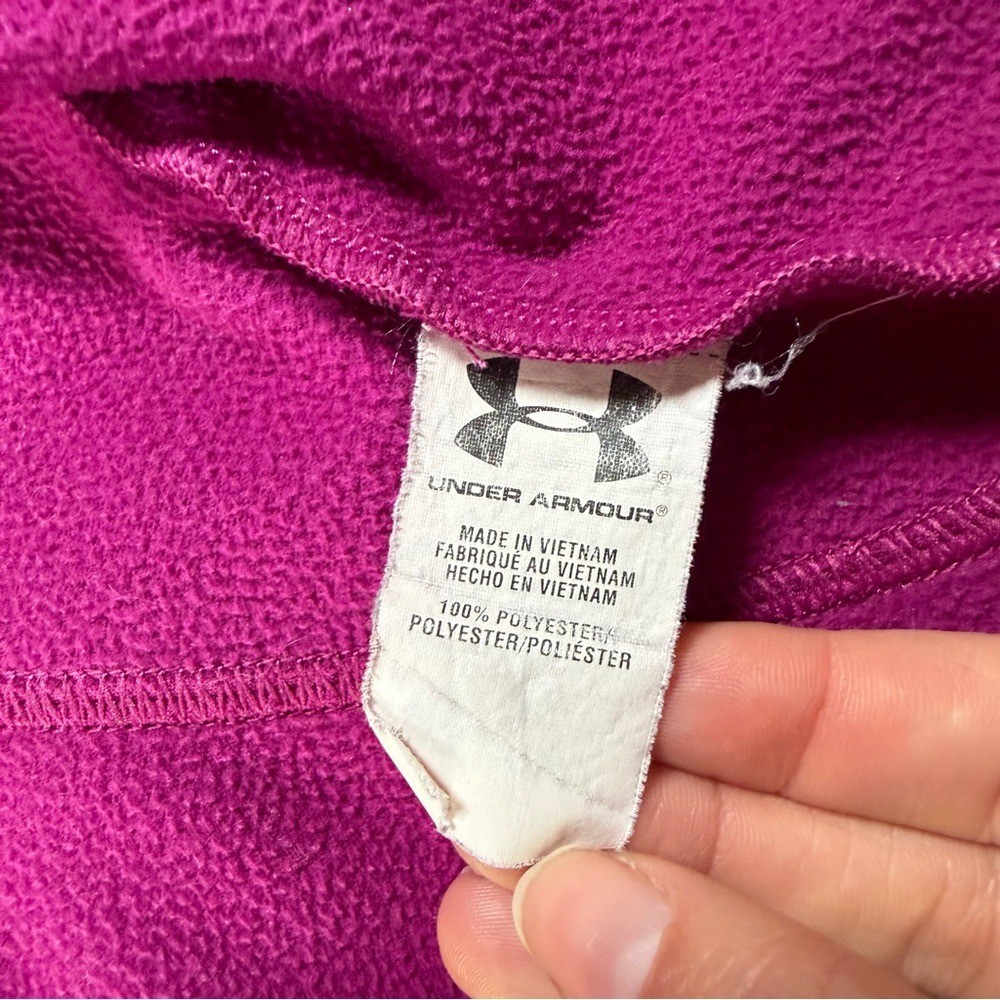 ®
UNDER ARMOUR®
MADE IN VIETNAM
FABRIQUÉ AU VIETNAM
HECHO EN VIETNAM
100% POLYESTER/
POLYESTER/POLIÉSTER